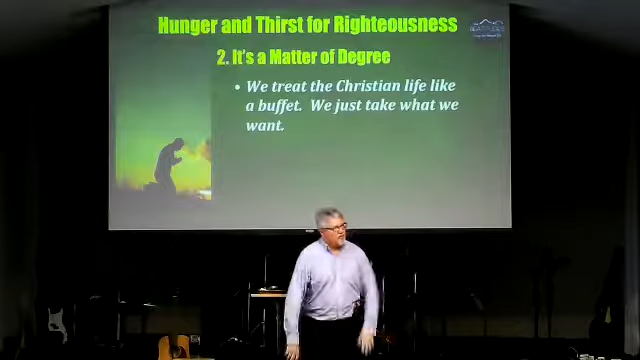 Hunger and Thirst for Righteousness
2. It's a Matter of Degree
• We treat the Christian life like
a buffet. We just take what we
want.
BEATITUDES